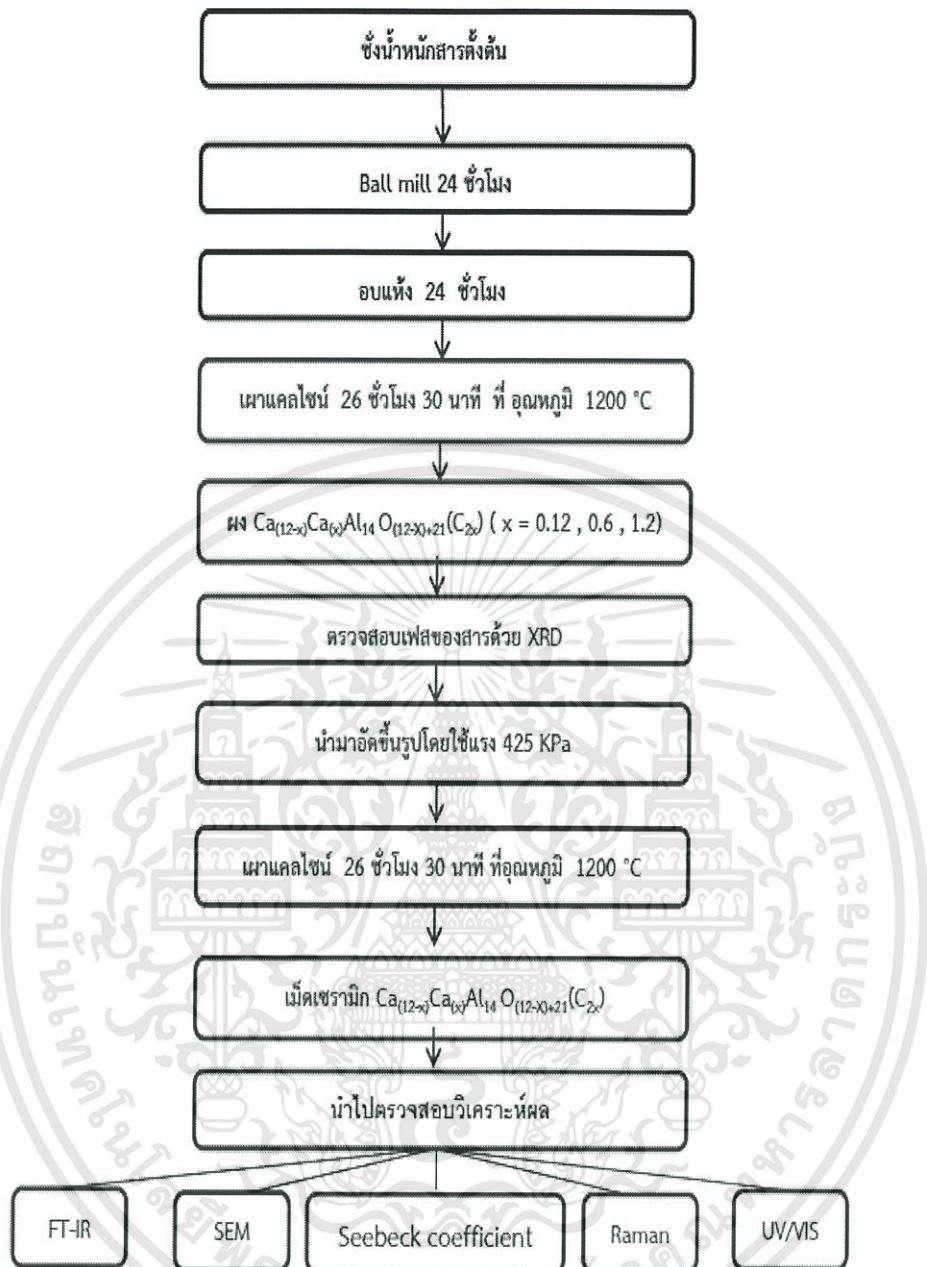 ชั่งน้ำหนักสารตั้งต้น
Ball mill 24 ชั่วโมง
อบแห้ง 24 ชั่วโมง
เผาแคลไซน์ 26 ชั่วโมง 30 นาที ที่ อุณหภูมิ 1200 °C
ผง Ca(12-x)Ca(x)Al14 O(12-X)+21(C2x) ( x = 0.12 , 0.6 , 1.2)
ตรวจสอบเฟสของสารด้วย XRD
นำมาอัดขึ้นรูปโดยใช้แรง 425 KPa
เผาแคลไซน์ 26 ชั่วโมง 30 นาที ที่อุณหภูมิ 1200 °C
เม็ดเซรามิก Ca(12-x)Ca(x)Al14 O(12-X)+21(C2x)
นำไปตรวจสอบวิเคราะห์ผล
FT-IR
SEM
Seebeck coefficient
Raman
UV/VIS